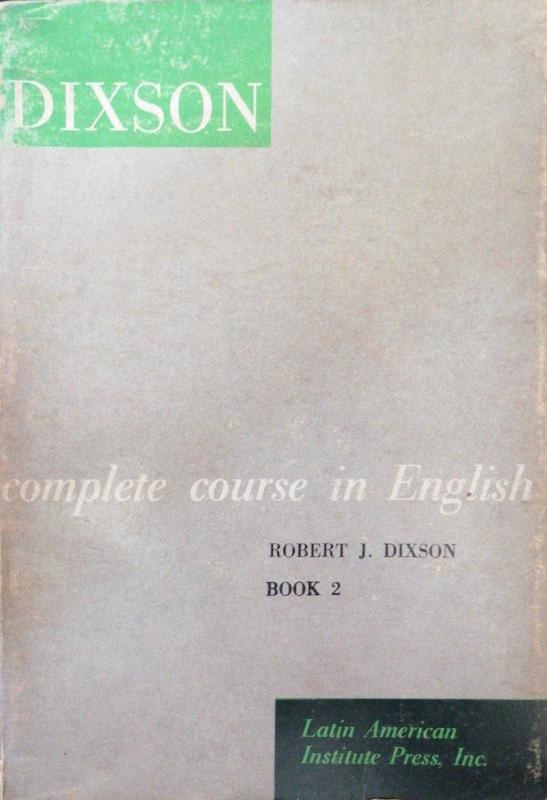 DIXSON
complete course in English
ROBERT J. DIXSON
BOOK 2
Latin American
Institute Press, Inc.